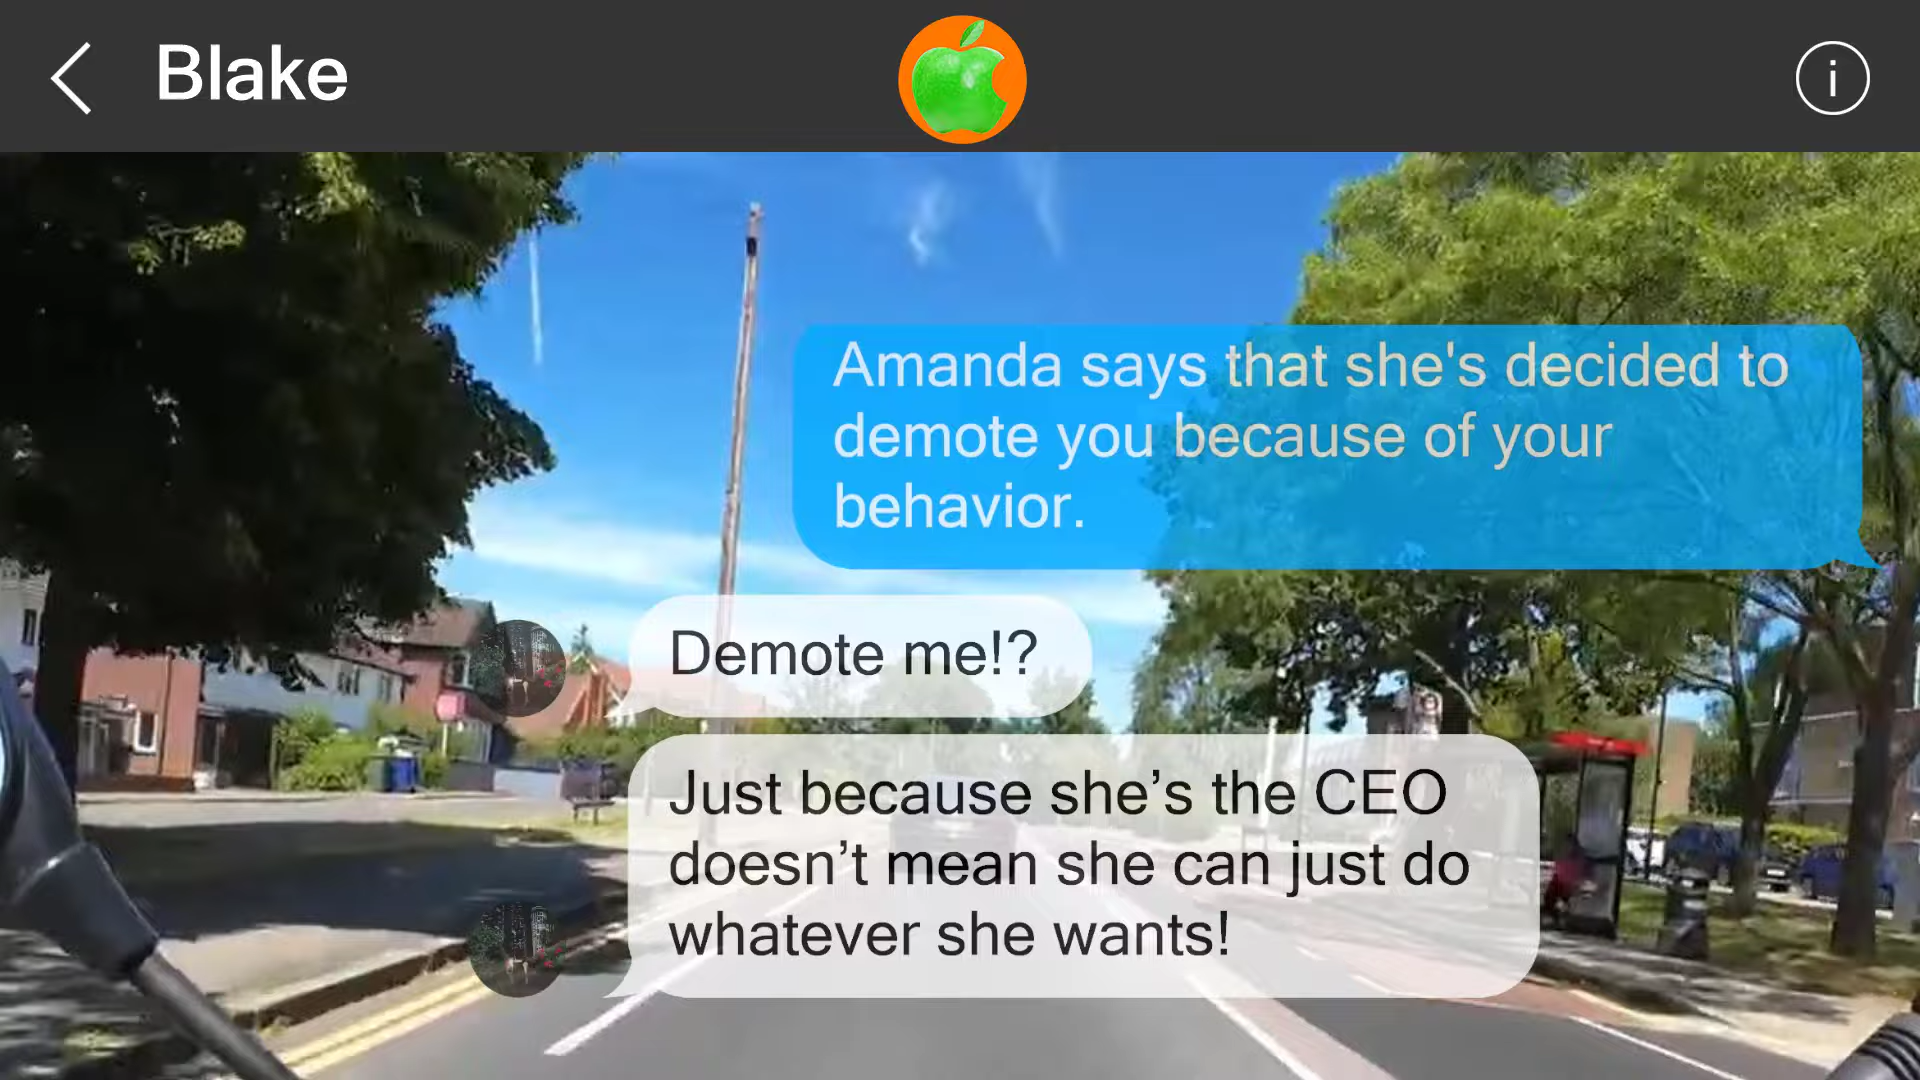 Blake
Amanda says that she's decided to
demote you because of your
behavior.
Demote me!?
Just because she’s the CEO
doesn’t mean she can just do
whatever she wants!